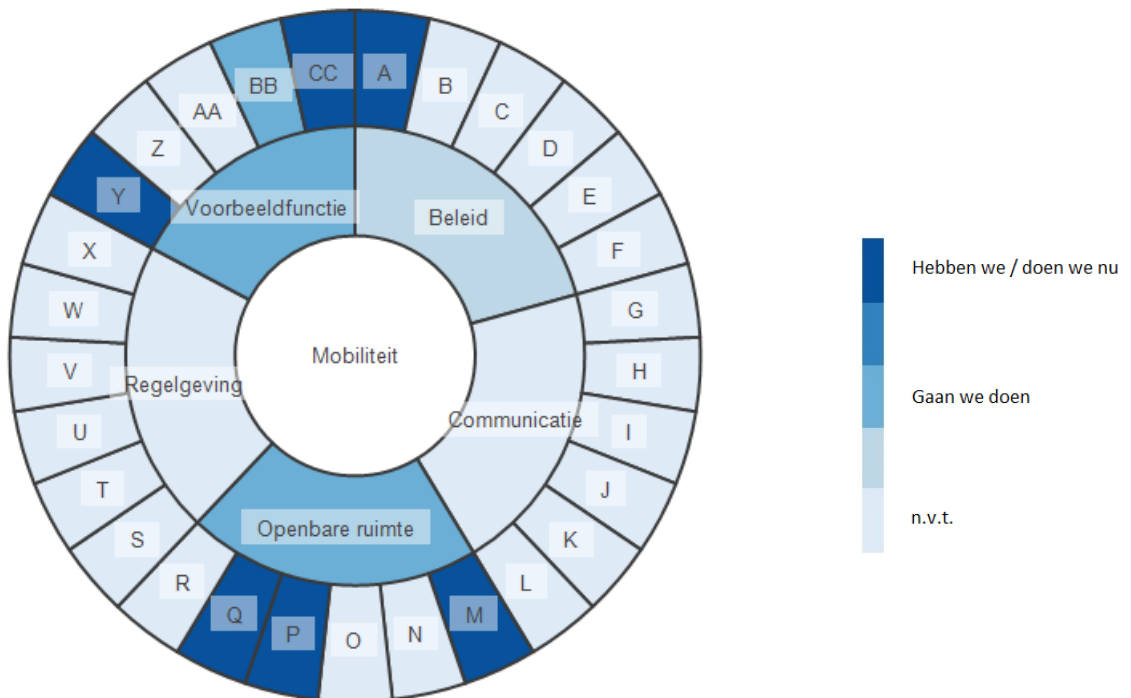 A
B
C
D
E
F
G
H
I
J
K
L
M
N
O
P
Q
R
S
T
U
V
W
X
Y
Z
AA
BB
CC
Voorbeeldfunctie
Beleid
Mobiliteit
Regelgeving
Communicatie
Openbare ruimte
Hebben we / doen we nu
Gaan we doen
n.v.t.